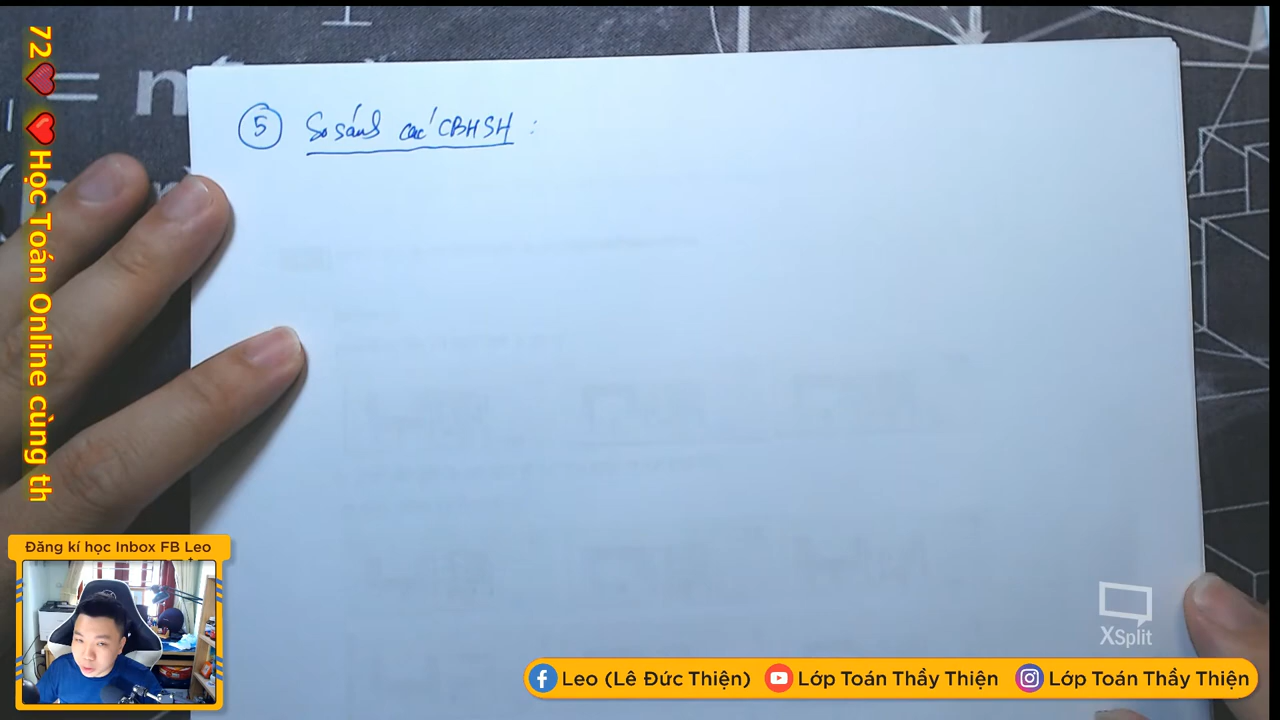 72💗 ❤️Học Toán Online cùng th
= n
5 So sánh các CBHSH :
Đăng kí học Inbox FB Leo
XSplit
Leo (Lê Đức Thiện) Lớp Toán Thầy Thiện Lớp Toán Thầy Thiện